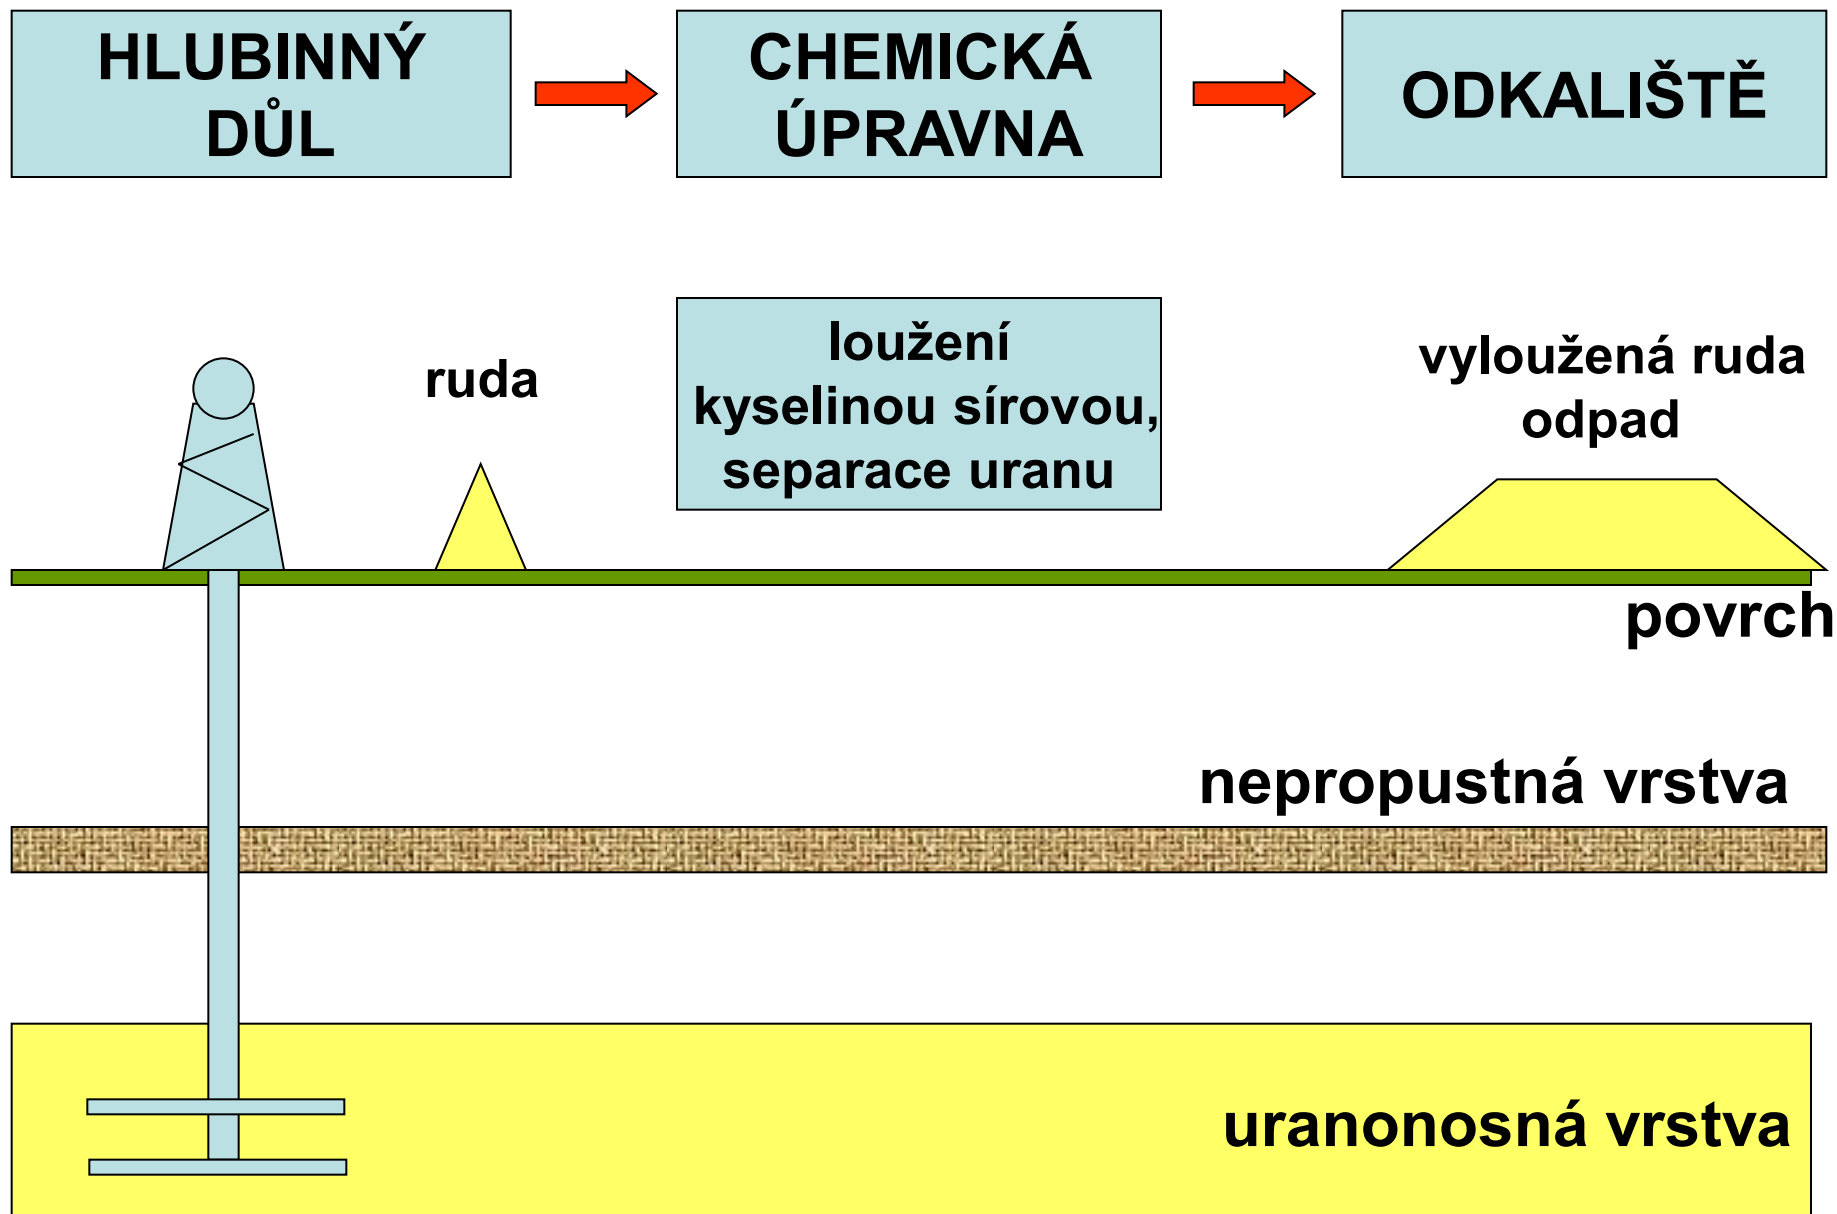 HLUBINNÝ
DŮL
CHEMICKÁ
ÚPRAVNA
ODKALIŠTĚ
ruda
loužení
kyselinou sírovou,
separace uranu
vyloužená ruda
odpad
povrch
nepropustná vrstva
uranonosná vrstva